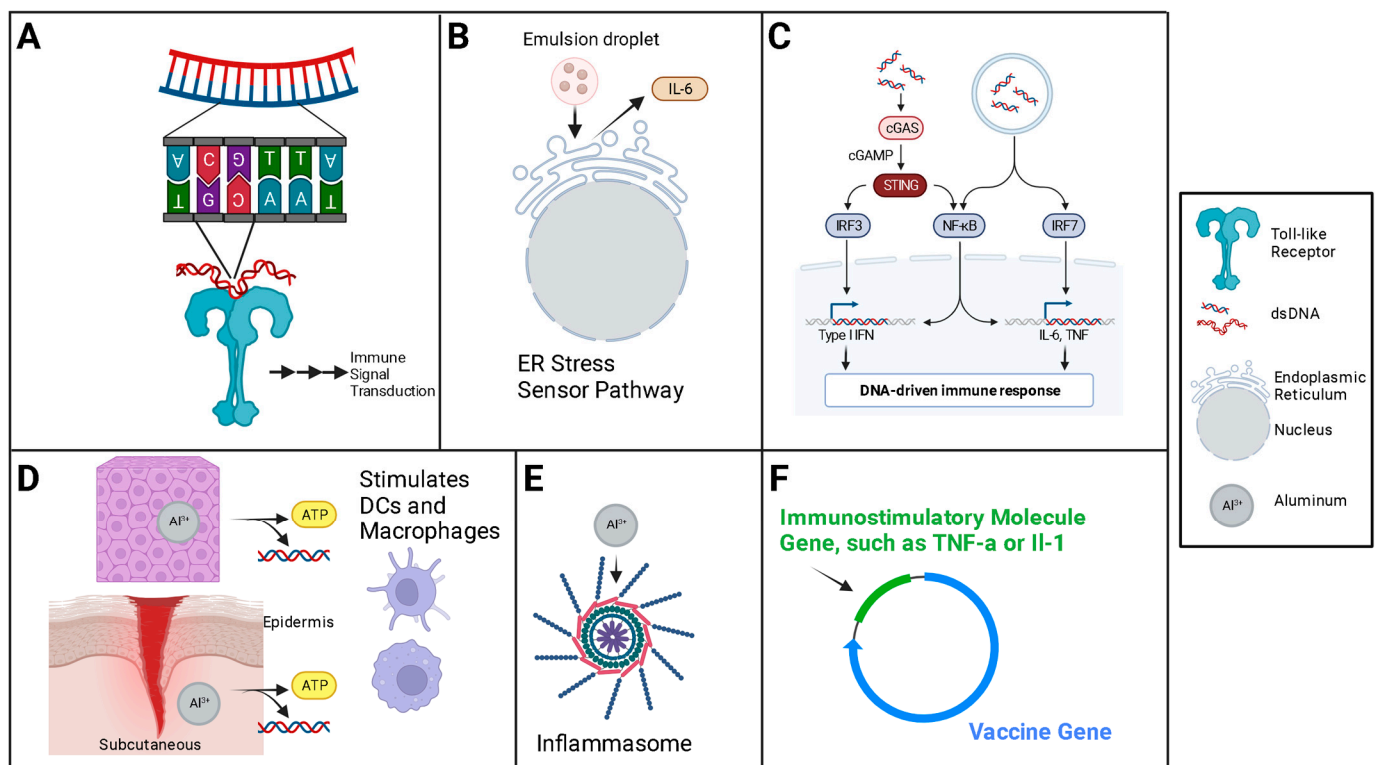 A
A C G T T A
T G C A A T
Immune
Signal
Transduction
B
Emulsion droplet
IL-6
ER Stress
Sensor Pathway
C
cGAS
cGAMP
STING
IRF3
NF-κB
IRF7
Type I IFN
IL-6, TNF
DNA-driven immune response
D
Al³⁺
ATP
Stimulates
DCs and
Macrophages
Epidermis
Al³⁺
ATP
Subcutaneous
E
Al³⁺
Inflammasome
F
Immunostimulatory Molecule
Gene, such as TNF-a or Il-1
Vaccine Gene
Toll-like
Receptor
dsDNA
Endoplasmic
Reticulum
Nucleus
Al³⁺
Aluminum